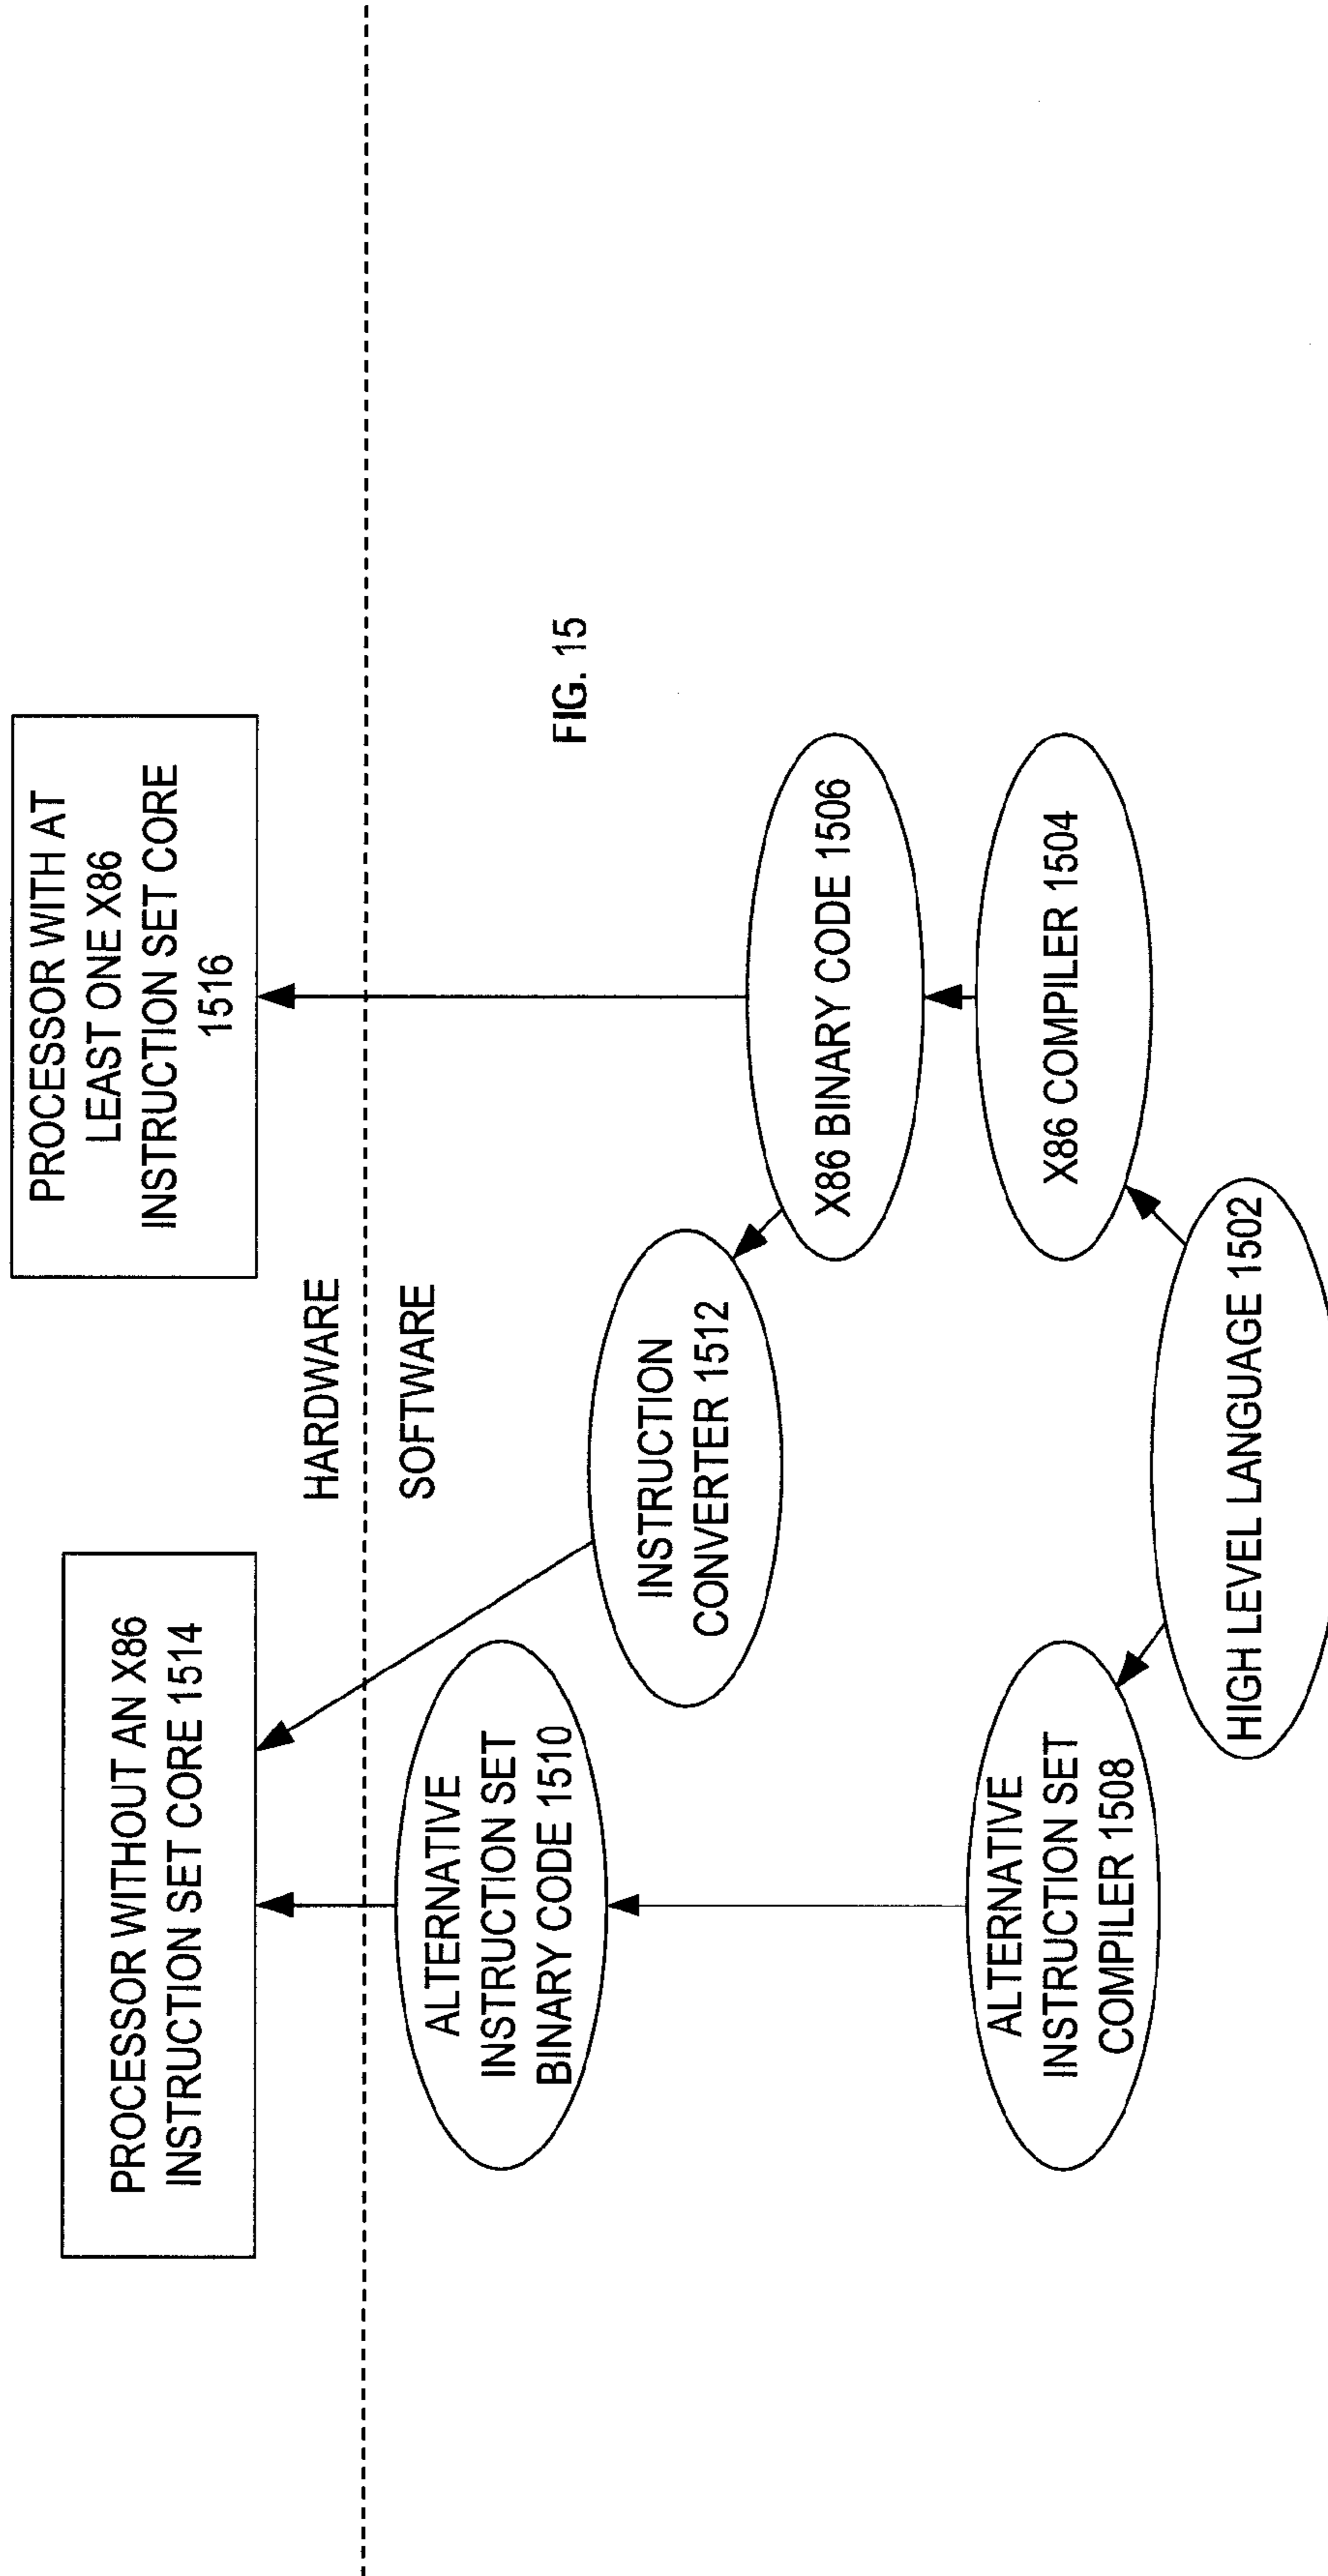 PROCESSOR WITHOUT AN X86
INSTRUCTION SET CORE 1514
PROCESSOR WITH AT
LEAST ONE X86
INSTRUCTION SET CORE
1516
HARDWARE
SOFTWARE
ALTERNATIVE
INSTRUCTION SET
BINARY CODE 1510
INSTRUCTION
CONVERTER 1512
FIG. 15
X86 BINARY CODE 1506
ALTERNATIVE
INSTRUCTION SET
COMPILER 1508
X86 COMPILER 1504
HIGH LEVEL LANGUAGE 1502